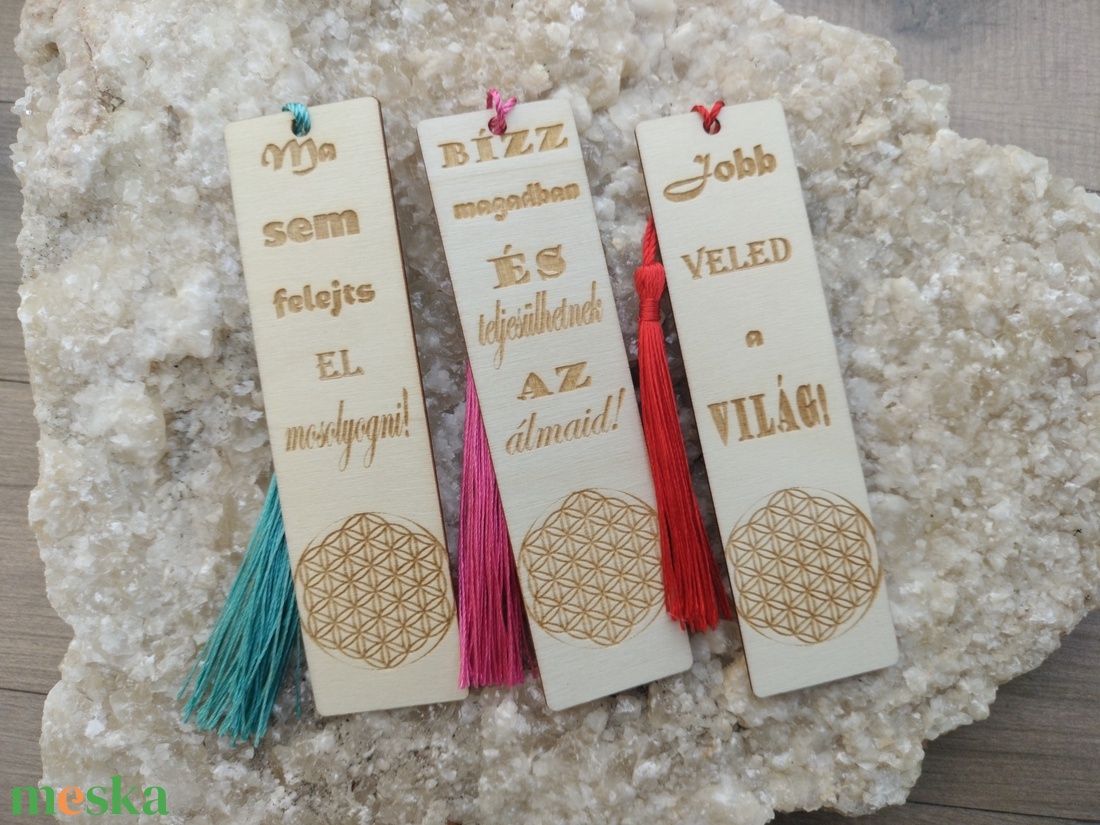 Ma
sem
felejts
EL
mosolyogni!
BÍZZ
magadban
ÉS
teljesülhetnek
AZ
álmaid!
Jobb
VELED
a
VILÁG!
meska